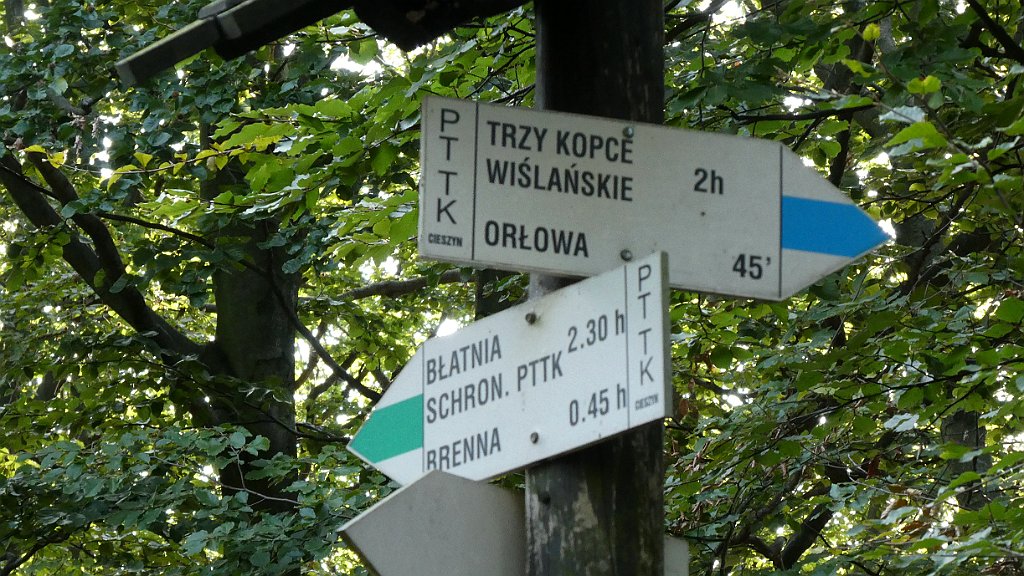 PTTK
CIESZYN
TRZY KOPCE
WIŚLAŃSKIE 2h
ORŁOWA 45'
BŁATNIA
SCHRON. PTTK 2.30 h
BRENNA 0.45 h
PTTK
CIESZYN